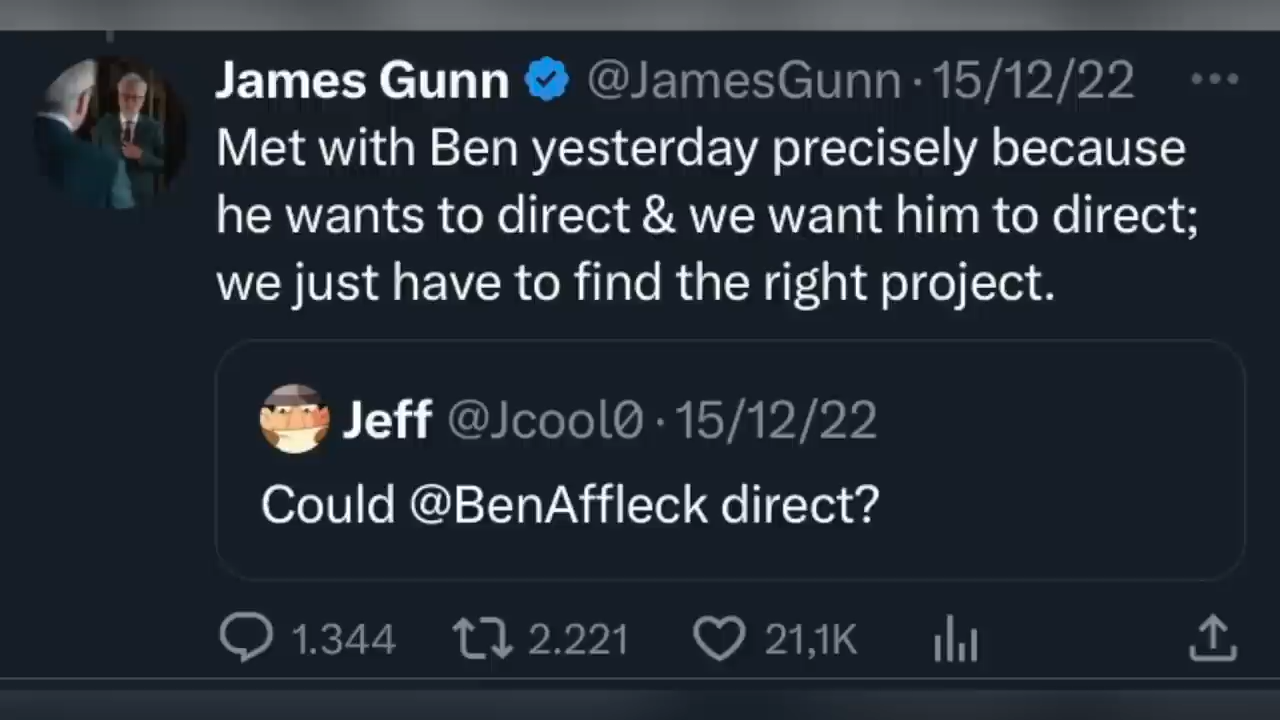 James Gunn @JamesGunn · 15/12/22
Met with Ben yesterday precisely because
he wants to direct & we want him to direct;
we just have to find the right project.
Jeff @Jcool0 · 15/12/22
Could @BenAffleck direct?
1.344 2.221 21,1K